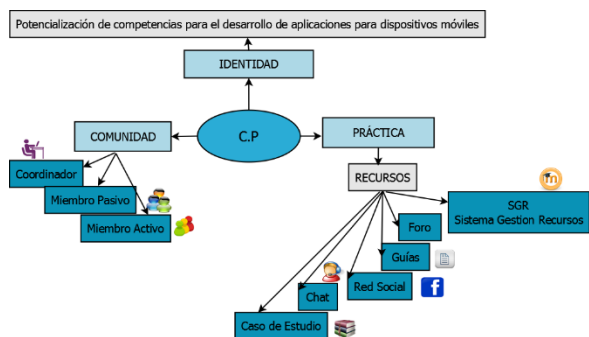 Potencialización de competencias para el desarrollo de aplicaciones para dispositivos móviles
IDENTIDAD
COMUNIDAD
C.P
PRÁCTICA
Coordinador
Miembro Pasivo
Miembro Activo
RECURSOS
SGR
Sistema Gestion Recursos
Foro
Guías
Red Social
Chat
Caso de Estudio